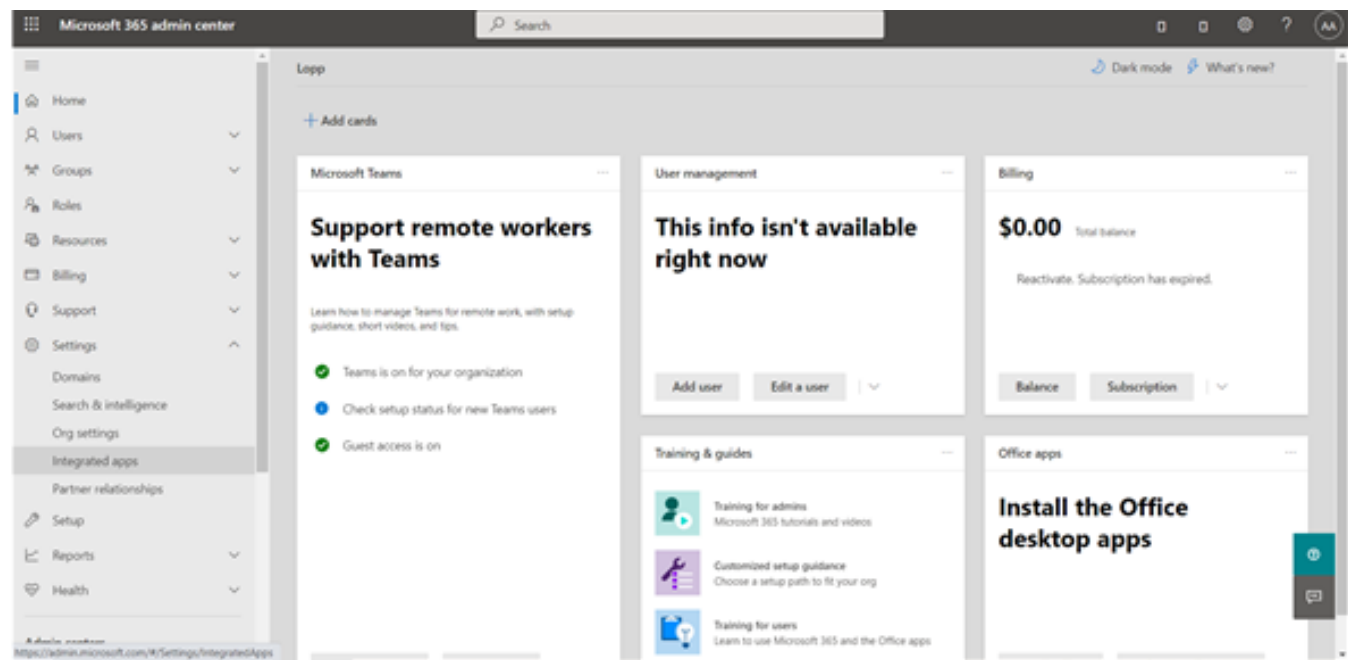 Microsoft 365 admin center
Search
?
AA
Home
Users
Groups
Roles
Resources
Billing
Support
Settings
Domains
Search & intelligence
Org settings
Integrated apps
Partner relationships
Setup
Reports
Health
Admin centers
https://admin.microsoft.com/#/Settings/IntegratedApps
Lopp
Dark mode
What's new?
Add cards
Microsoft Teams
Support remote workers
with Teams
Learn how to manage Teams for remote work, with setup
guidance, short videos, and tips.
Teams is on for your organization
Check setup status for new Teams users
Guest access is on
User management
This info isn't available
right now
Add user
Edit a user
Billing
$0.00 Total balance
Reactivate. Subscription has expired.
Balance
Subscription
Training & guides
Training for admins
Microsoft 365 tutorials and videos
Customized setup guidance
Choose a setup path to fit your org
Training for users
Learn to use Microsoft 365 and the Office apps
Office apps
Install the Office
desktop apps